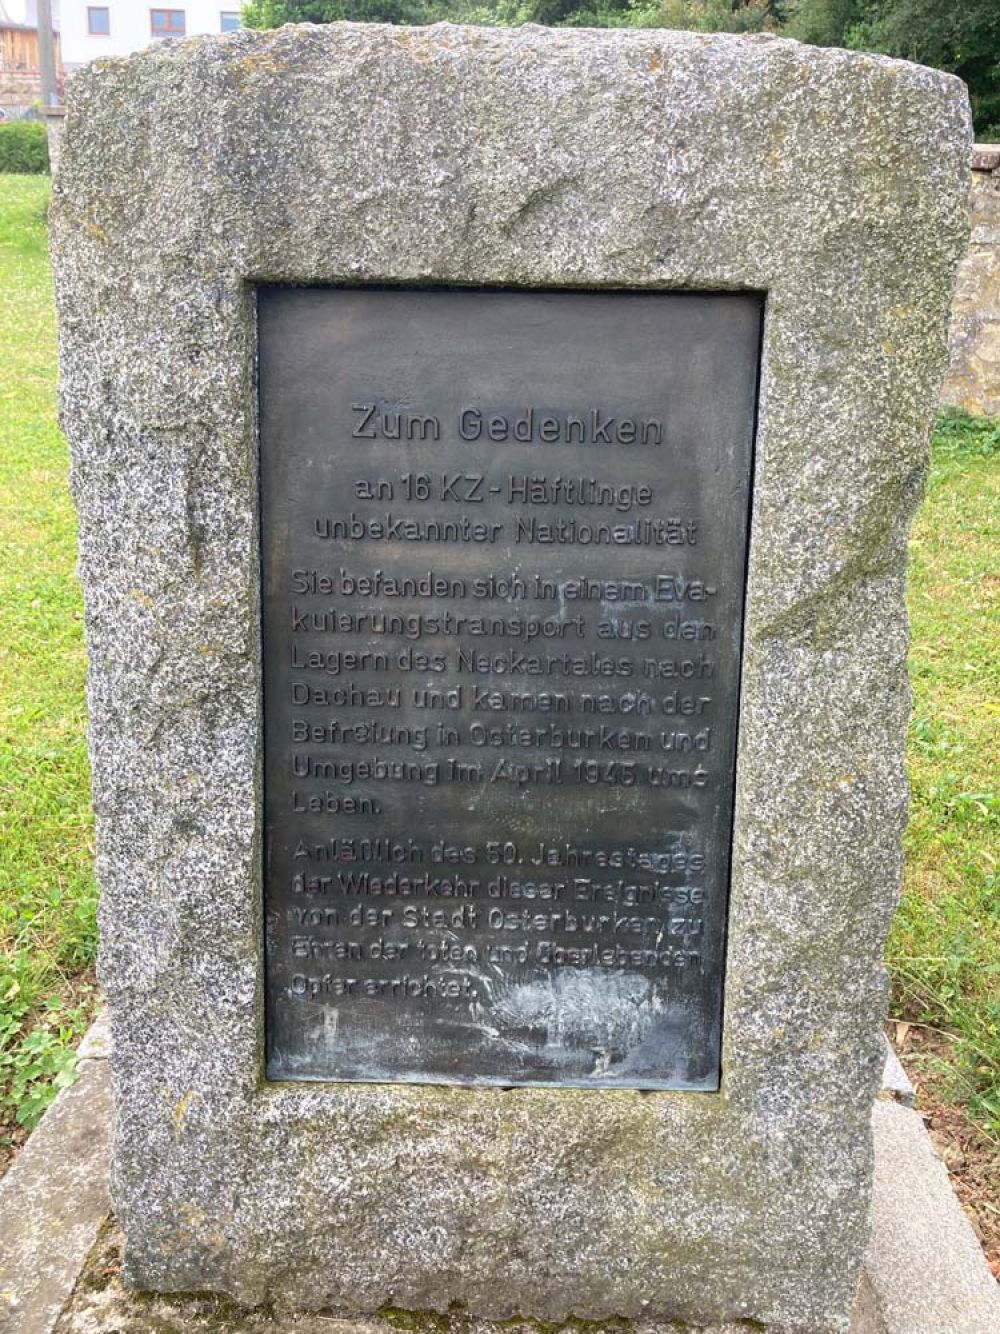 Zum Gedenken
an 16 KZ-Häftlinge
unbekannter Nationalität
Sie befanden sich in einem Eva-
kuierungstransport aus den
Lagern des Neckartales nach
Dachau und kamen nach der
Befreiung in Osterburken und
Umgebung im April 1945 ums
Leben.
Anläßlich des 50. Jahrestages
der Wiederkehr dieser Ereignisse
von der Stadt Osterburken zu
Ehren der toten und überlebenden
Opfer errichtet.